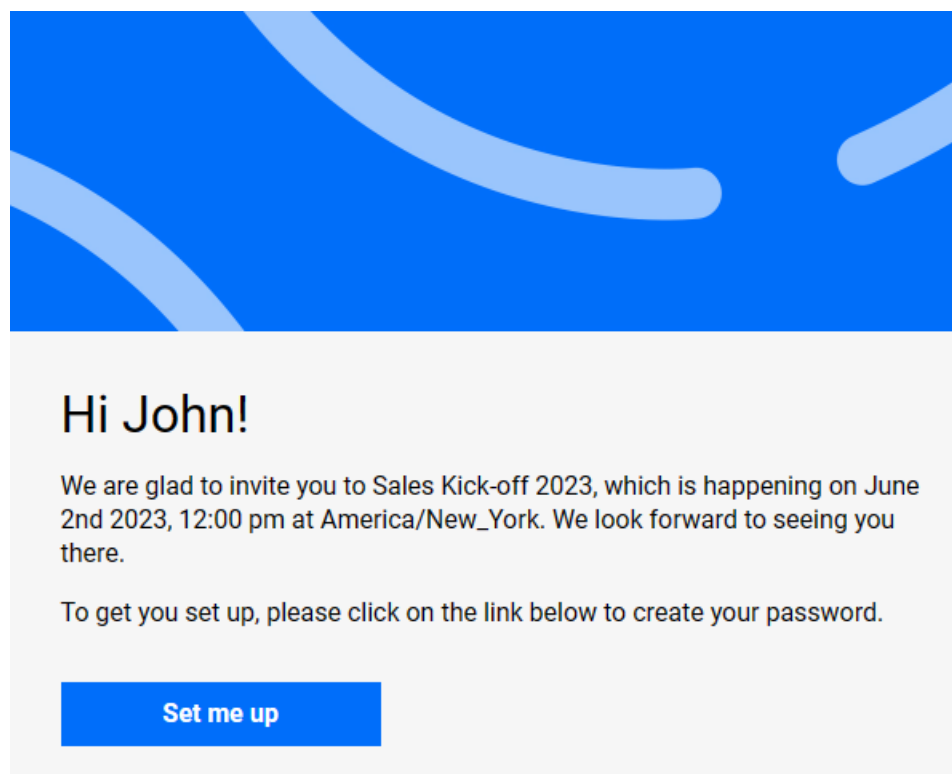 Hi John!
We are glad to invite you to Sales Kick-off 2023, which is happening on June
2nd 2023, 12:00 pm at America/New_York. We look forward to seeing you
there.
To get you set up, please click on the link below to create your password.
Set me up